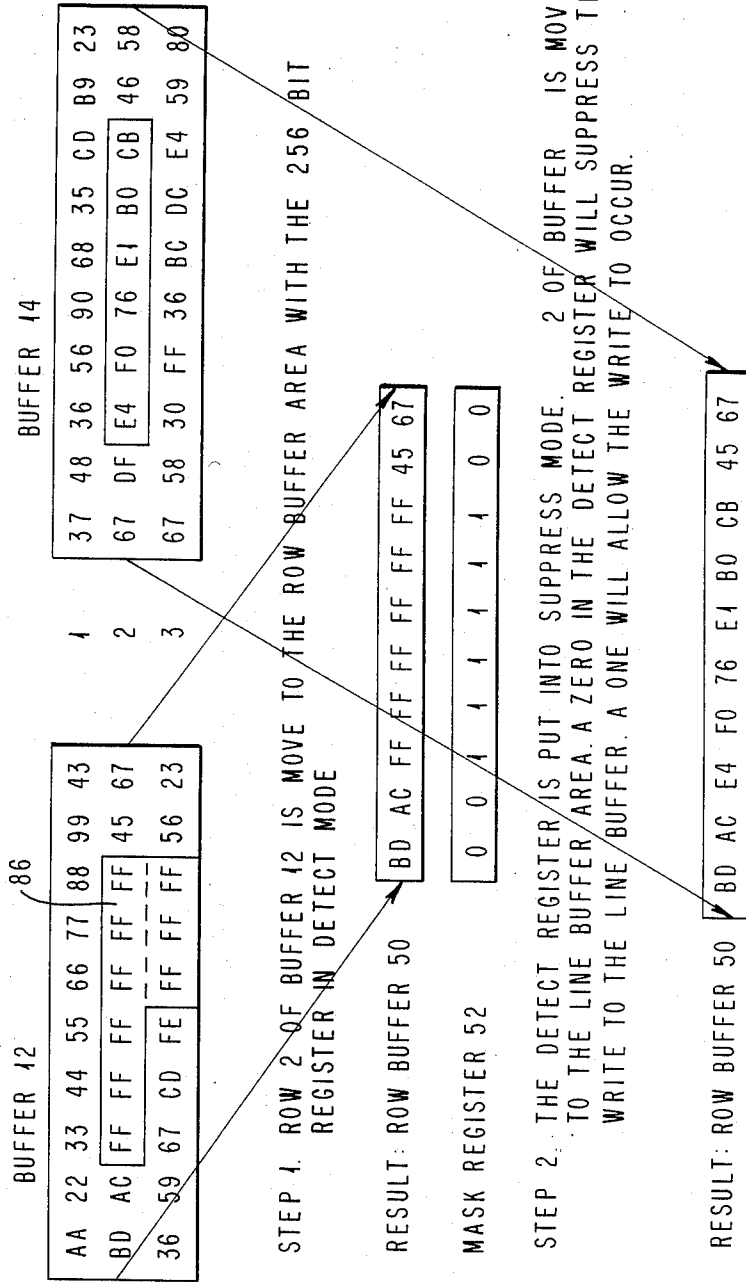 BUFFER 12
86
AA 22 33 44 55 66 77 88 99 43
BD AC FF FF FF FF FF FF 45 67
36 59 67 CD FE FF FF FF 56 23
BUFFER 14
1 37 48 36 56 90 68 35 CD B9 23
2 67 DF E4 F0 76 E1 B0 CB 46 58
3 67 58 30 FF 36 BC DC E4 59 80
STEP 1. ROW 2 OF BUFFER 12 IS MOVE TO THE ROW BUFFER AREA WITH THE 256 BIT
REGISTER IN DETECT MODE
RESULT: ROW BUFFER 50 BD AC FF FF FF FF FF FF 45 67
MASK REGISTER 52 0 0 1 1 1 1 1 1 0 0
STEP 2. THE DETECT REGISTER IS PUT INTO SUPPRESS MODE. 2 OF BUFFER IS MOV
TO THE LINE BUFFER AREA. A ZERO IN THE DETECT REGISTER WILL SUPPRESS
WRITE TO THE LINE BUFFER. A ONE WILL ALLOW THE WRITE TO OCCUR.
RESULT: ROW BUFFER 50 BD AC E4 F0 76 E1 B0 CB 45 67